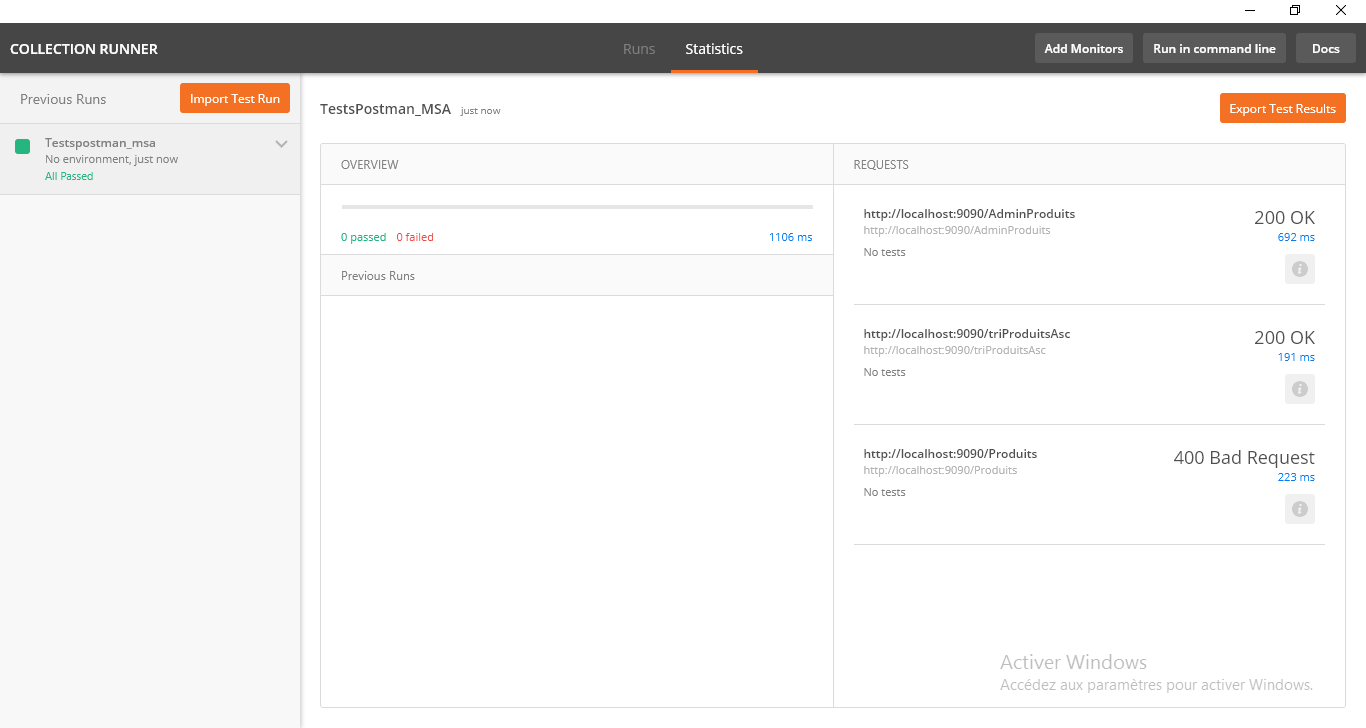 COLLECTION RUNNER
Runs
Statistics
Add Monitors
Run in command line
Docs
Previous Runs
Import Test Run
Testspostman_msa
No environment, just now
All Passed
TestsPostman_MSA just now
Export Test Results
OVERVIEW
0 passed 0 failed
1106 ms
Previous Runs
REQUESTS
http://localhost:9090/AdminProduits
200 OK
http://localhost:9090/AdminProduits
692 ms
No tests
http://localhost:9090/triProduitsAsc
200 OK
http://localhost:9090/triProduitsAsc
191 ms
No tests
http://localhost:9090/Produits
400 Bad Request
http://localhost:9090/Produits
223 ms
No tests
Activer Windows
Accédez aux paramètres pour activer Windows.